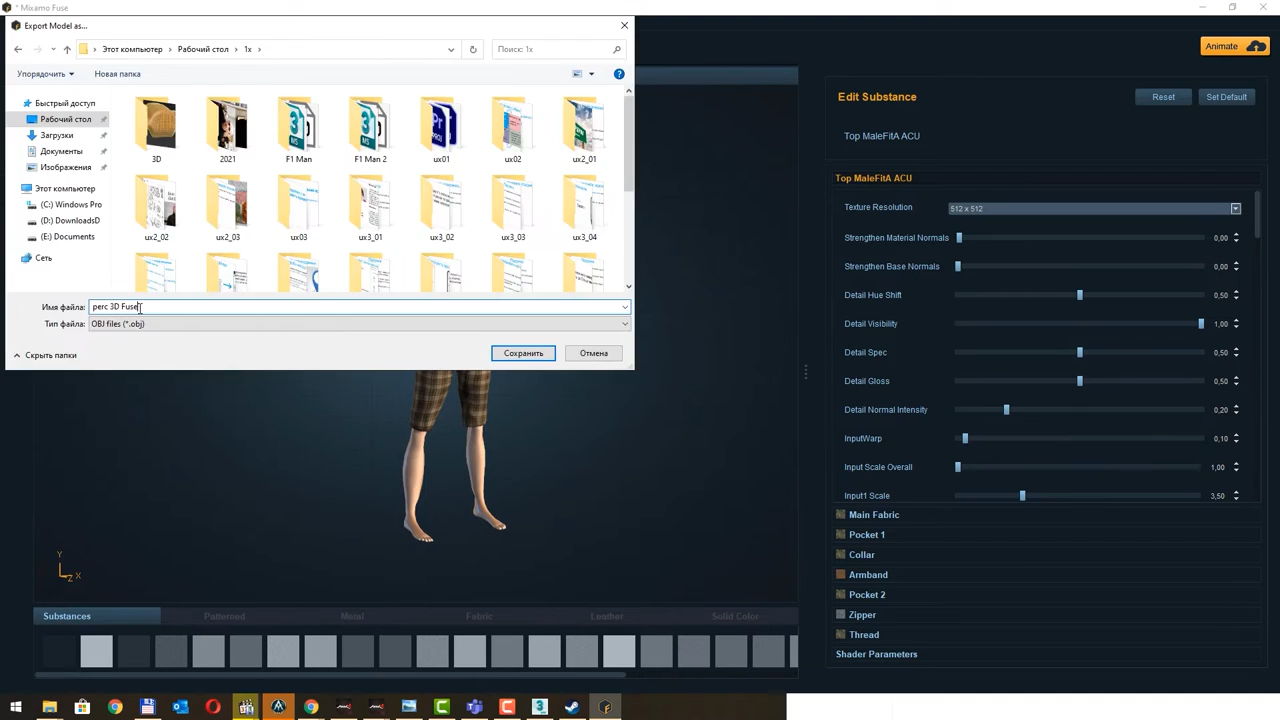 * Mixamo Fuse
Export Model as...
Этот компьютер > Рабочий стол > 1x >
Поиск: 1x
Animate
Упорядочить
Новая папка
Быстрый доступ
Рабочий стол
Загрузки
Документы
Изображения
Этот компьютер
(C:) Windows Pro
(D:) DownloadsD
(E:) Documents
Сеть
3D
2021
F1 Man
F1 Man 2
ux01
ux02
ux2_01
ux2_02
ux2_03
ux03
ux3_01
ux3_02
ux3_03
ux3_04
Имя файла: perc 3D Fuse
Тип файла: OBJ files (*.obj)
Скрыть папки
Сохранить
Отмена
Edit Substance
Reset
Set Default
Top MaleFitA ACU
Top MaleFitA ACU
Texture Resolution 512 x 512
Strengthen Material Normals 0,00
Strengthen Base Normals 0,00
Detail Hue Shift 0,50
Detail Visibility 1,00
Detail Spec 0,50
Detail Gloss 0,50
Detail Normal Intensity 0,20
InputWarp 0,10
Input Scale Overall 1,00
Input1 Scale 3,50
Main Fabric
Pocket 1
Collar
Armband
Pocket 2
Zipper
Thread
Shader Parameters
Y
Z X
Substances
Patterned
Metal
Fabric
Leather
Solid Color